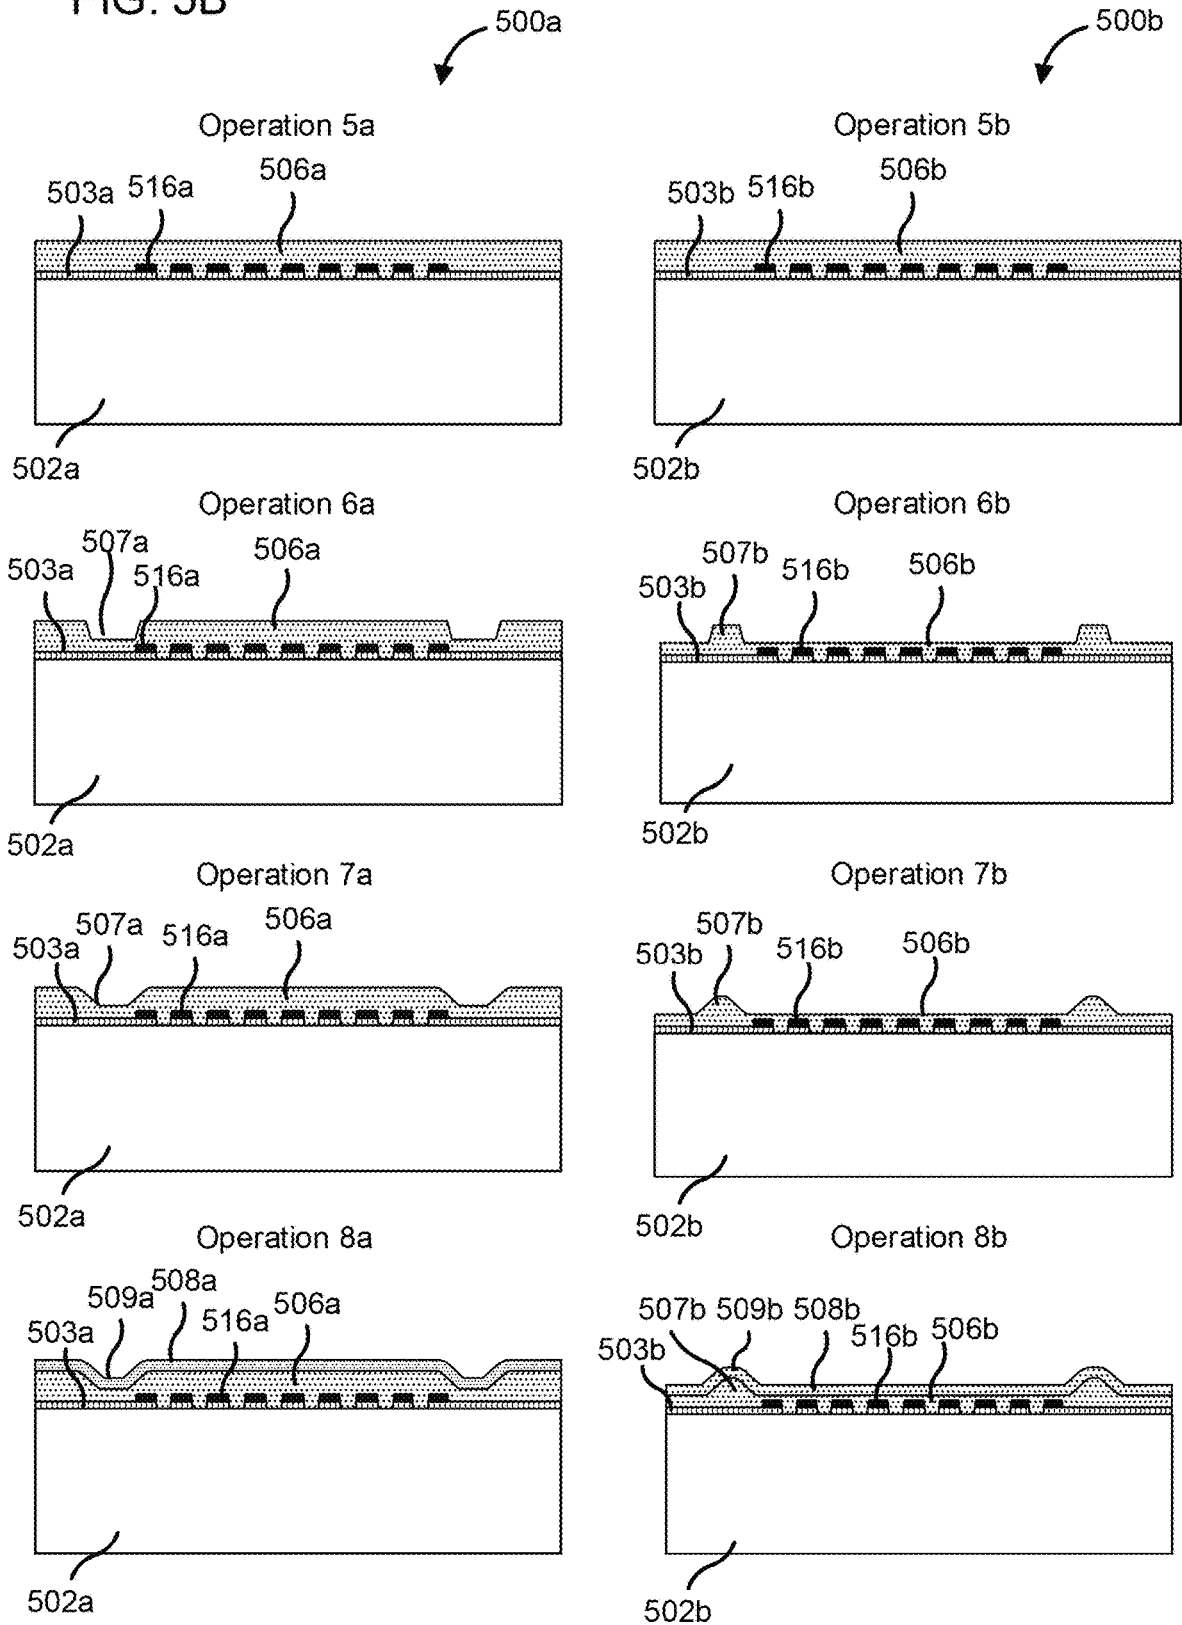 FIG. 5B
500a
500b
Operation 5a
Operation 5b
503a 516a 506a
503b 516b 506b
502a
502b
Operation 6a
Operation 6b
507a
503a 516a 506a
507b
503b 516b 506b
502a
502b
Operation 7a
Operation 7b
507a 506a
503a 516a
507b
503b 516b 506b
502a
502b
Operation 8a
Operation 8b
509a 508a
503a 516a 506a
507b 509b 508b
503b 516b 506b
502a
502b